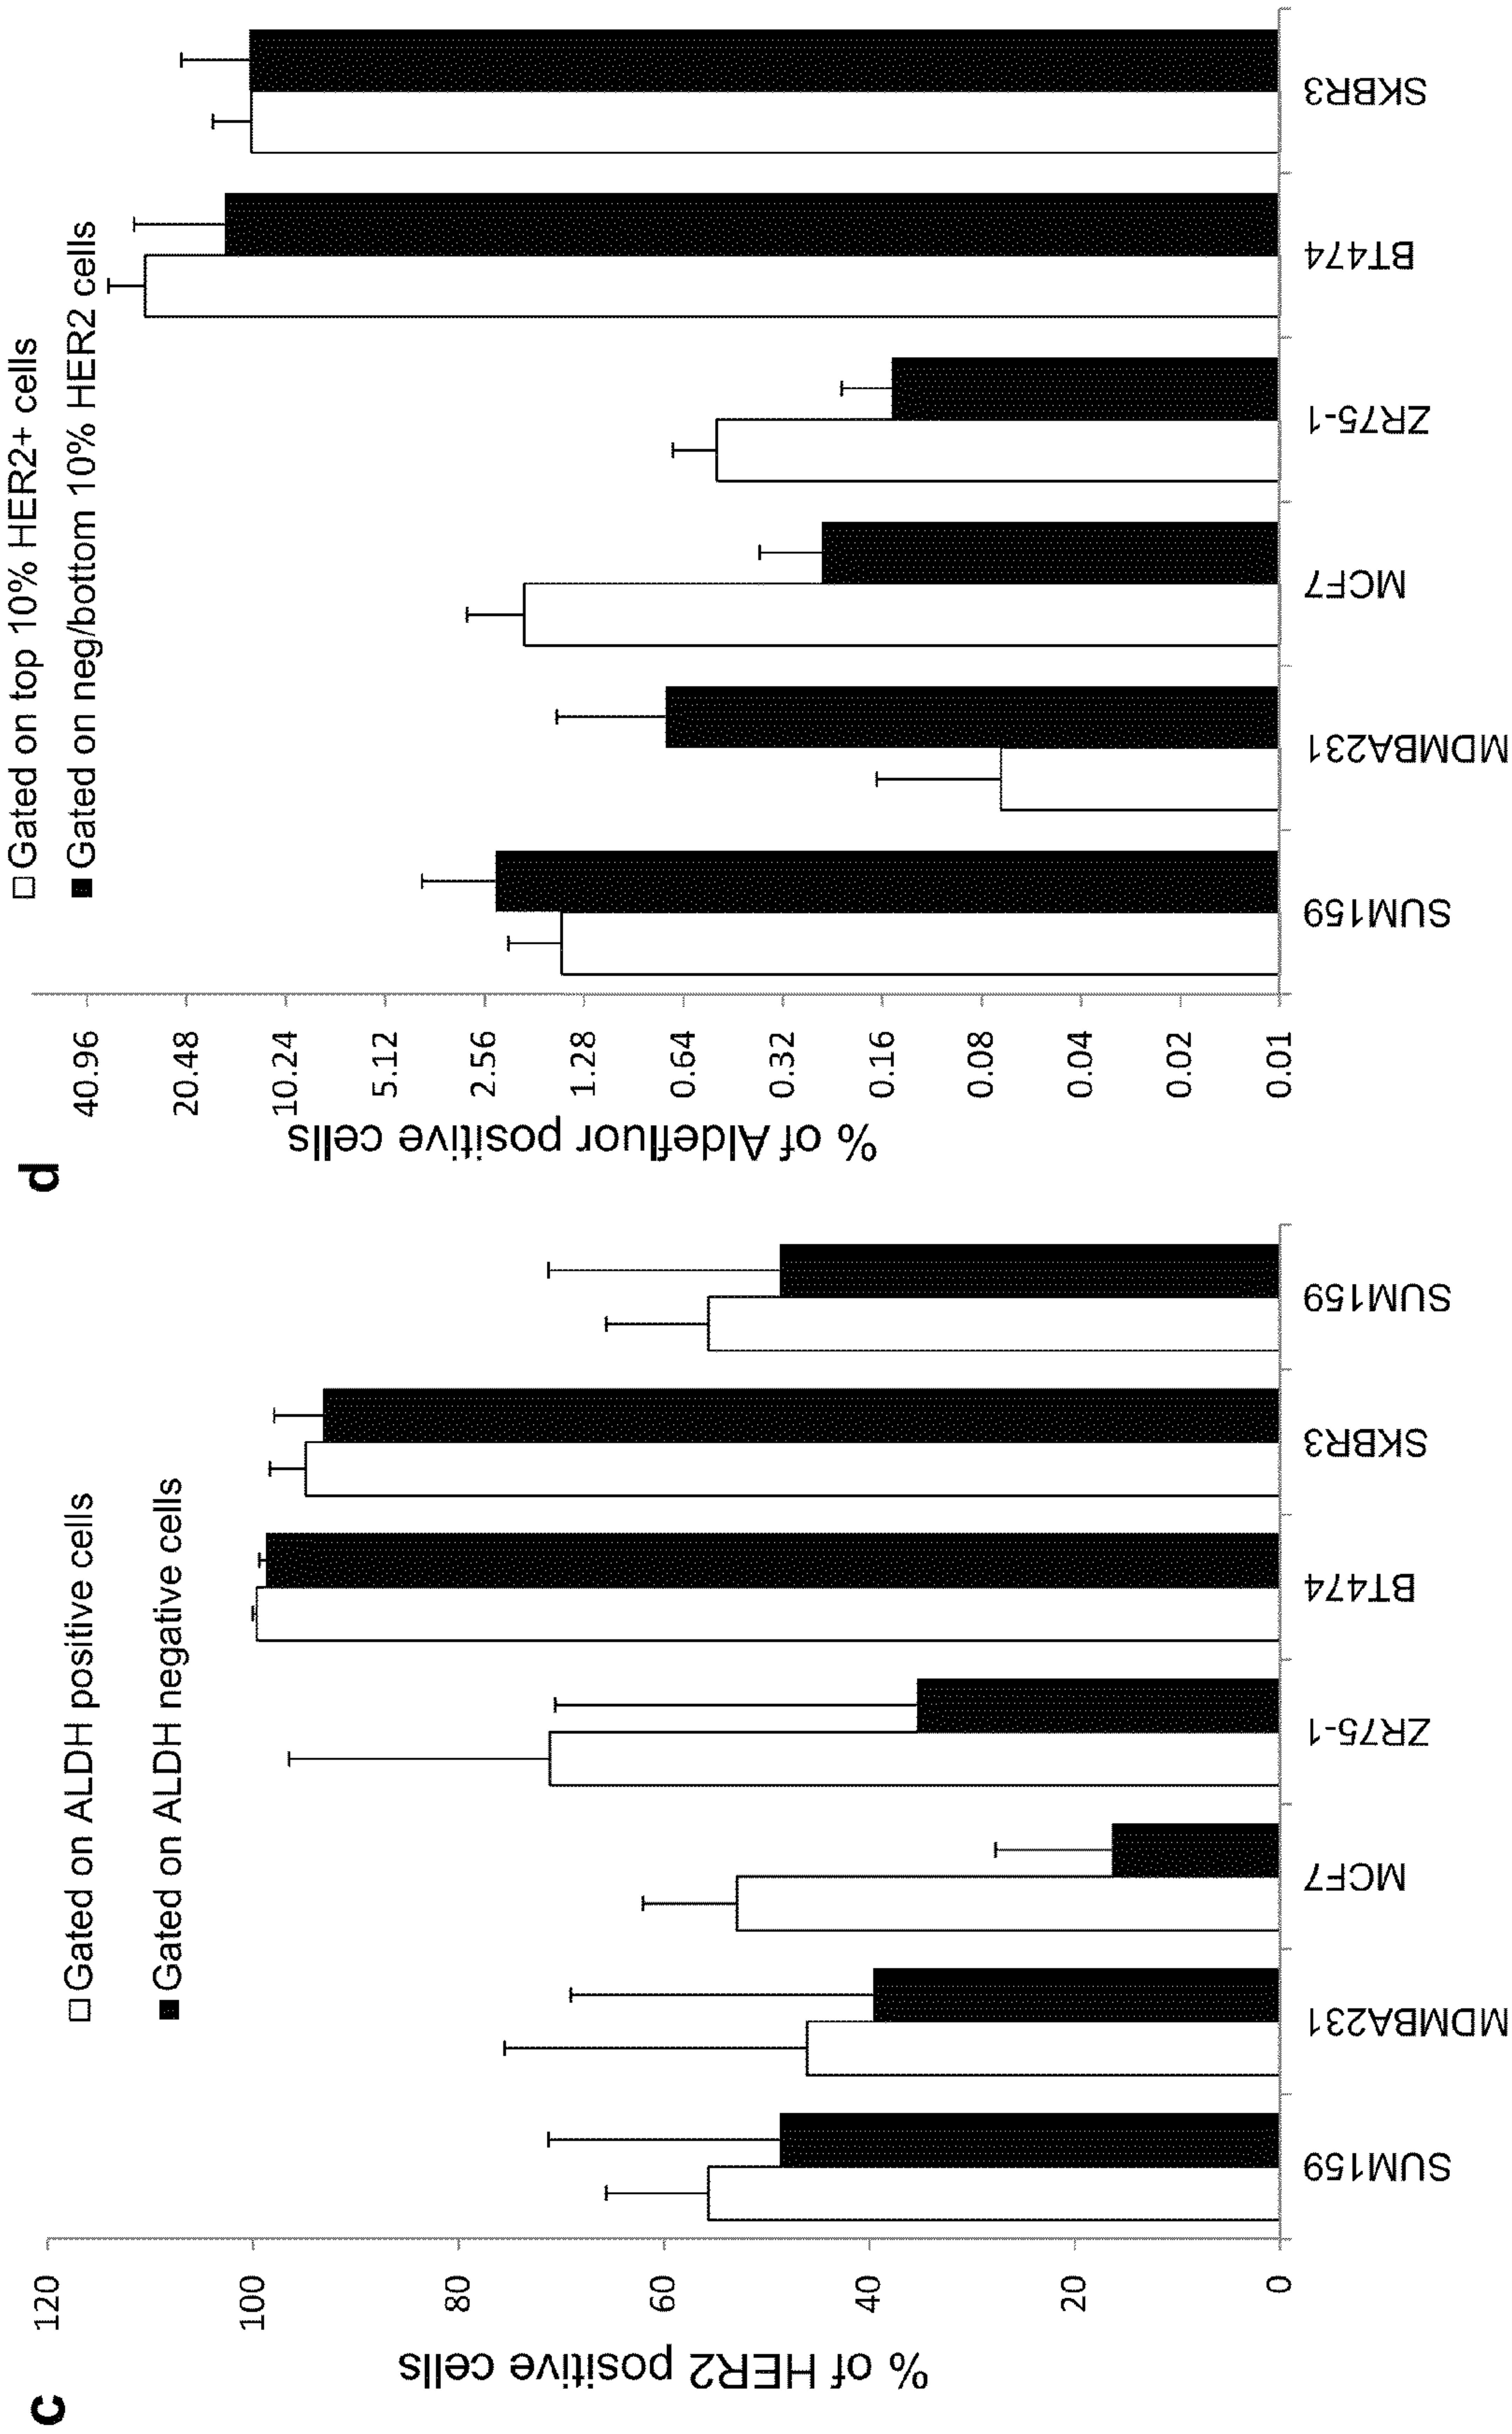 c
Gated on ALDH positive cells
Gated on ALDH negative cells
% of HER2 positive cells
120
100
80
60
40
20
0
SUM159
MDMBA231
MCF7
ZR75-1
BT474
SKBR3
SUM159
d
Gated on top 10% HER2+ cells
Gated on neg/bottom 10% HER2 cells
% of Aldefluor positive cells
40.96
20.48
10.24
5.12
2.56
1.28
0.64
0.32
0.16
0.08
0.04
0.02
0.01
SUM159
MDMBA231
MCF7
ZR75-1
BT474
SKBR3